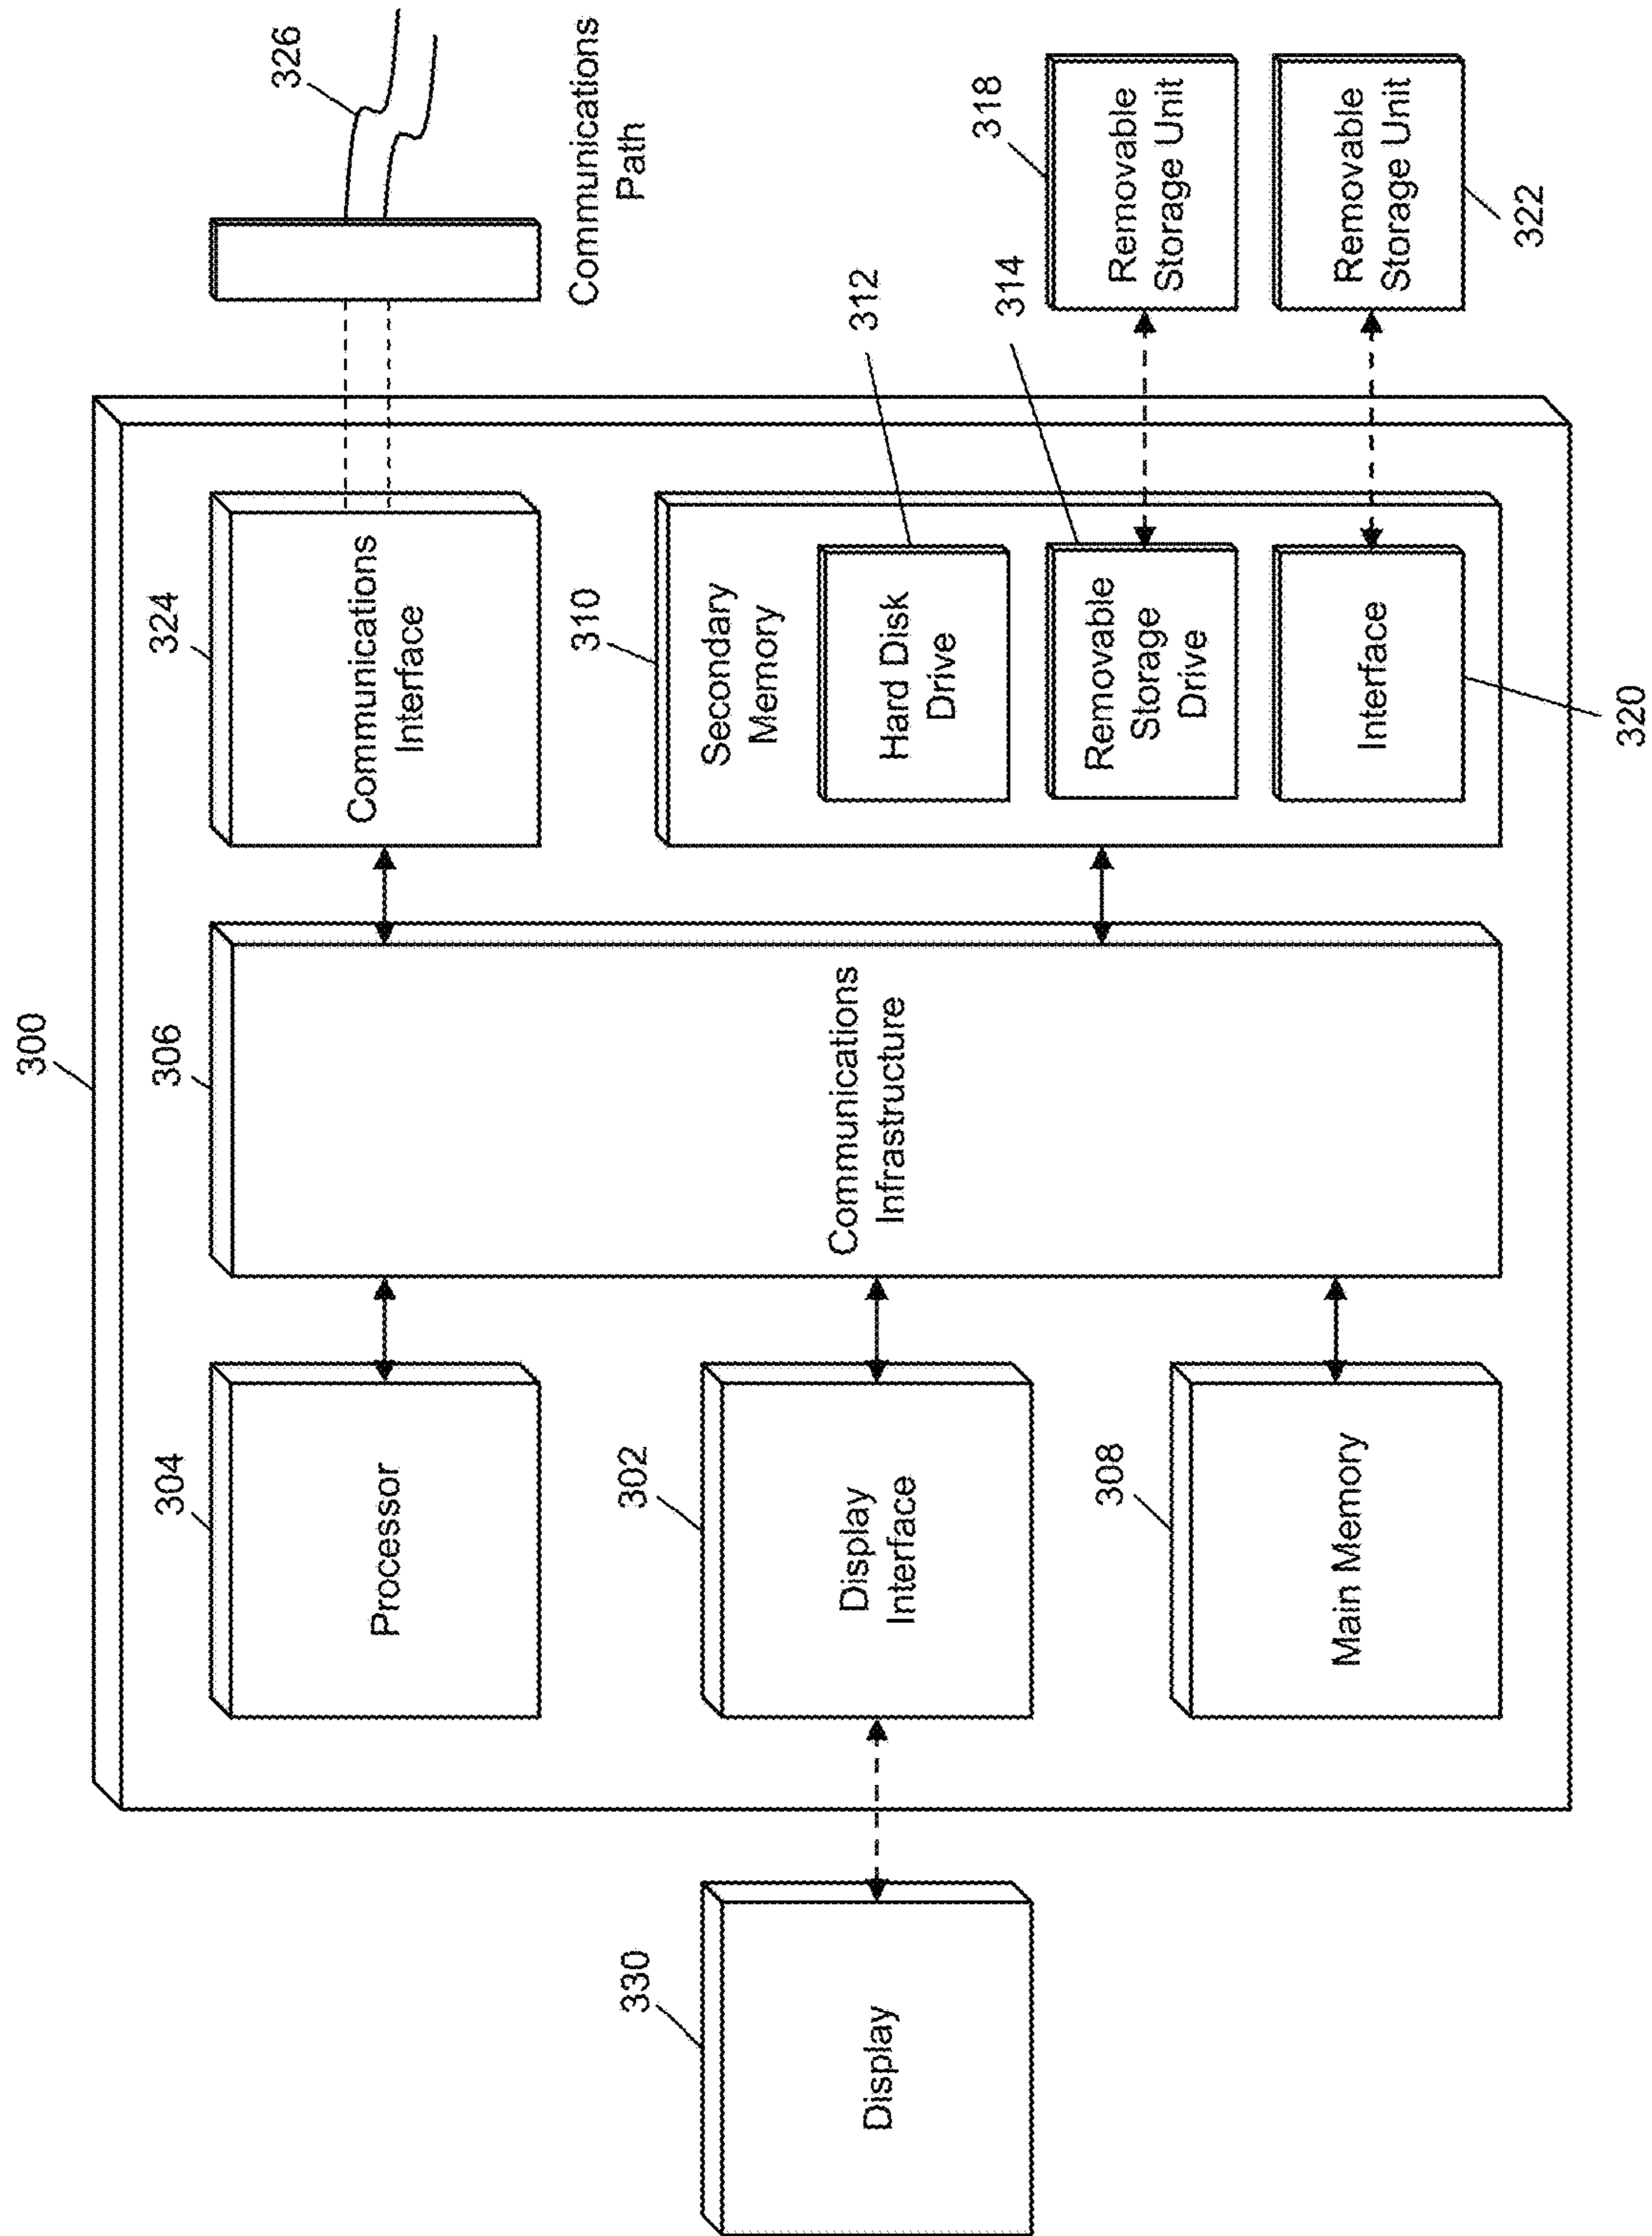 300
304
Processor
306
Communications
Infrastructure
324
Communications
Interface
326
Communications
Path
330
Display
302
Display
Interface
308
Main Memory
310
Secondary
Memory
312
Hard Disk
Drive
314
Removable
Storage
Drive
318
Removable
Storage Unit
Interface
320
Removable
Storage Unit
322